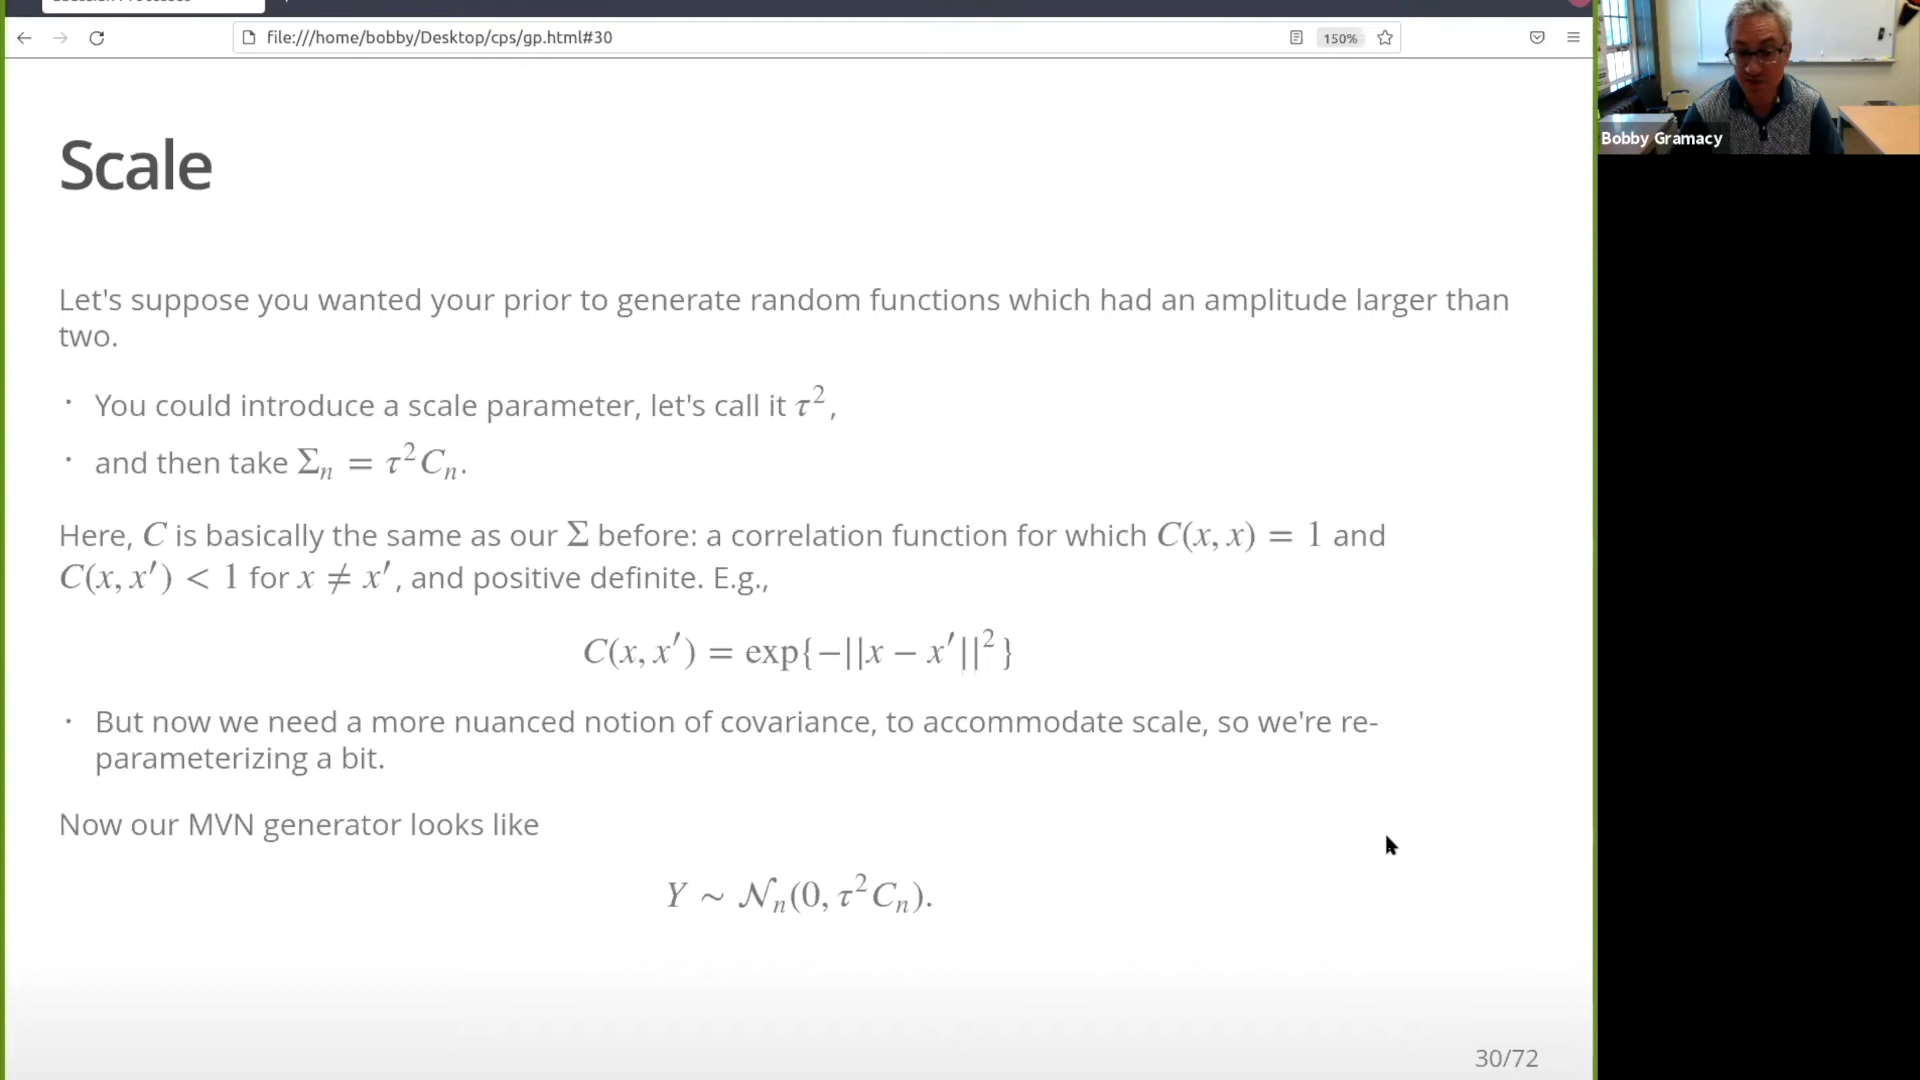 file:///home/bobby/Desktop/cps/gp.html#30
150%
Bobby Gramacy
Scale
Let's suppose you wanted your prior to generate random functions which had an amplitude larger than
two.
· You could introduce a scale parameter, let's call it τ²,
· and then take Σₙ = τ²Cₙ.
Here, C is basically the same as our Σ before: a correlation function for which C(x, x) = 1 and
C(x, x′) < 1 for x ≠ x′, and positive definite. E.g.,
C(x, x′) = exp{−||x − x′||²}
· But now we need a more nuanced notion of covariance, to accommodate scale, so we're re-
parameterizing a bit.
Now our MVN generator looks like
Y ∼ 𝒩ₙ(0, τ²Cₙ).
30/72